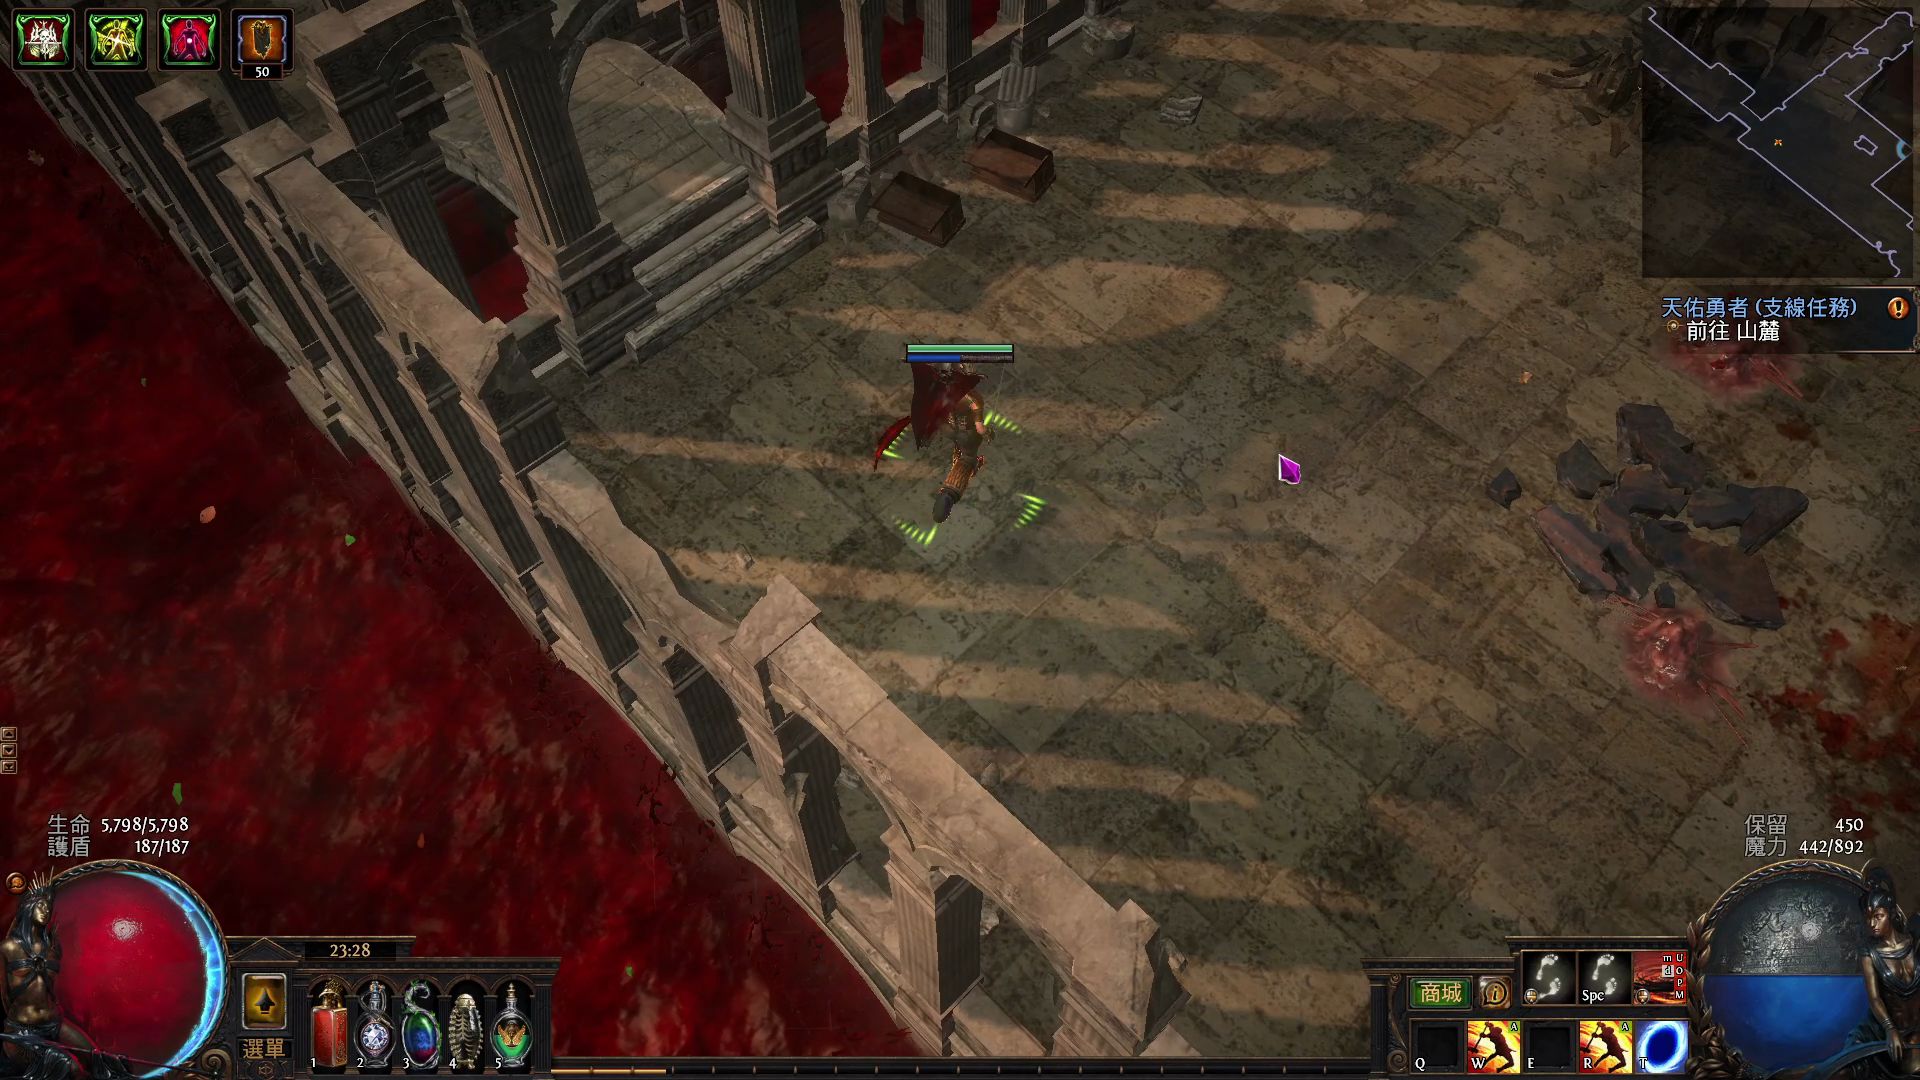 50
天佑勇者 (支線任務)
前往 山麓
生命 5,798/5,798
護盾 187/187
保留 450
魔力 442/892
23:28
選單
1
2
3
4
5
商城
Spc
m U
d O
P
M
Q
W
A
E
R
A
T